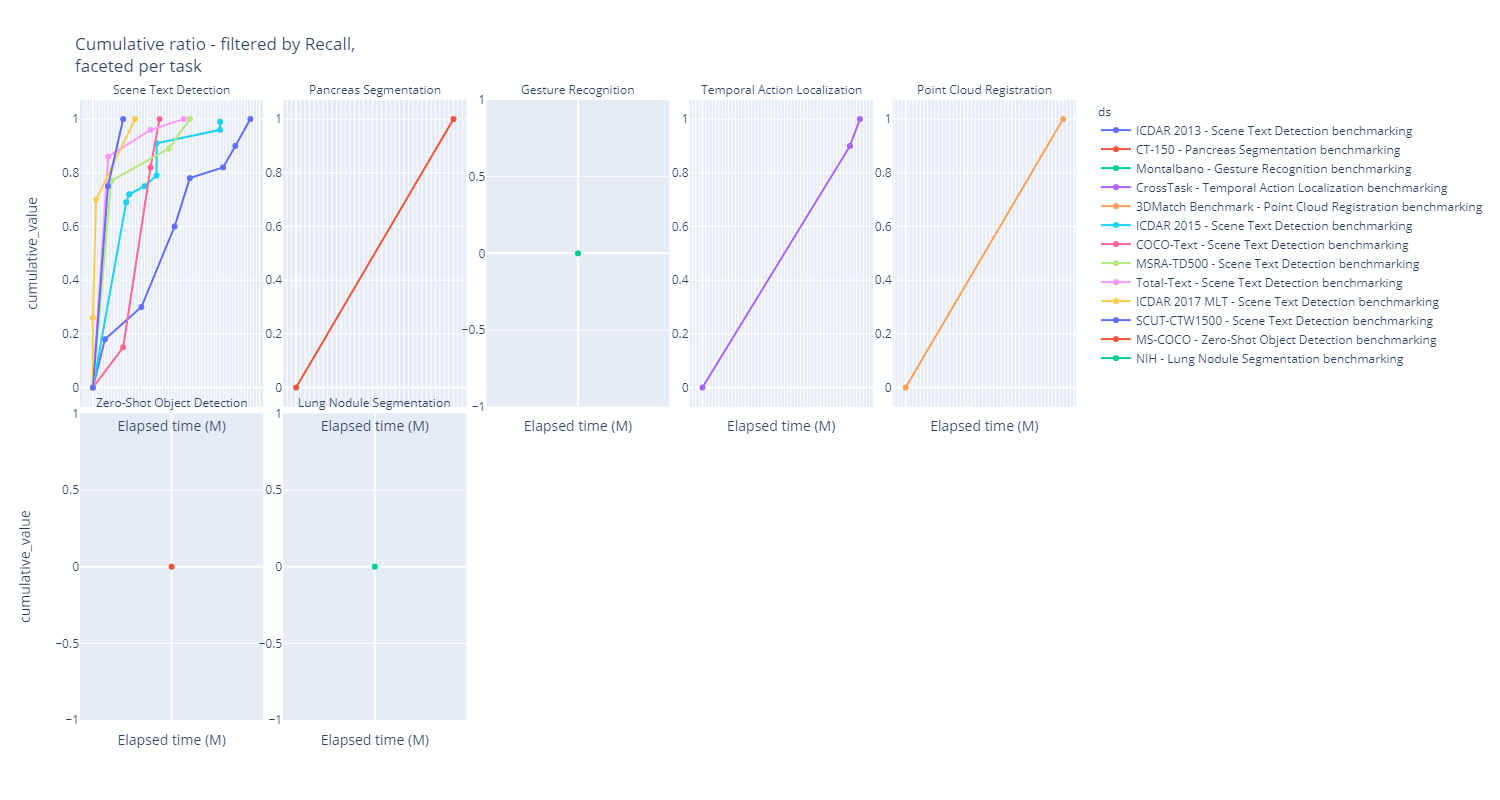 Cumulative ratio - filtered by Recall,
faceted per task
Scene Text Detection
Pancreas Segmentation
Gesture Recognition
Temporal Action Localization
Point Cloud Registration
cumulative_value
1
0.8
0.6
0.4
0.2
0
1
0.8
0.6
0.4
0.2
0
1
0.5
0
−0.5
−1
1
0.8
0.6
0.4
0.2
0
1
0.8
0.6
0.4
0.2
0
Elapsed time (M)
Elapsed time (M)
Elapsed time (M)
Elapsed time (M)
Elapsed time (M)
Zero-Shot Object Detection
Lung Nodule Segmentation
cumulative_value
1
0.5
0
−0.5
−1
1
0.5
0
−0.5
−1
Elapsed time (M)
Elapsed time (M)
ds
ICDAR 2013 - Scene Text Detection benchmarking
CT-150 - Pancreas Segmentation benchmarking
Montalbano - Gesture Recognition benchmarking
CrossTask - Temporal Action Localization benchmarking
3DMatch Benchmark - Point Cloud Registration benchmarking
ICDAR 2015 - Scene Text Detection benchmarking
COCO-Text - Scene Text Detection benchmarking
MSRA-TD500 - Scene Text Detection benchmarking
Total-Text - Scene Text Detection benchmarking
ICDAR 2017 MLT - Scene Text Detection benchmarking
SCUT-CTW1500 - Scene Text Detection benchmarking
MS-COCO - Zero-Shot Object Detection benchmarking
NIH - Lung Nodule Segmentation benchmarking